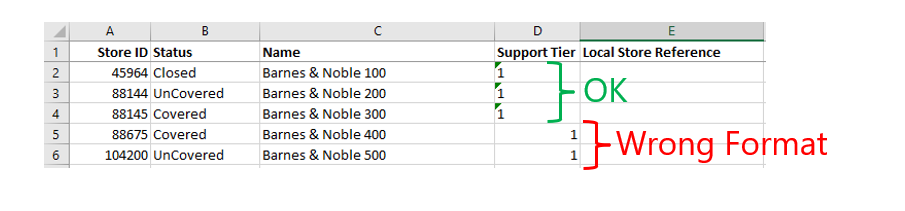 A B C D E
1 Store ID Status Name Support Tier Local Store Reference
2 45964 Closed Barnes & Noble 100 1
3 88144 UnCovered Barnes & Noble 200 1
OK
4 88145 Covered Barnes & Noble 300 1
5 88675 Covered Barnes & Noble 400 1
Wrong Format
6 104200 UnCovered Barnes & Noble 500 1